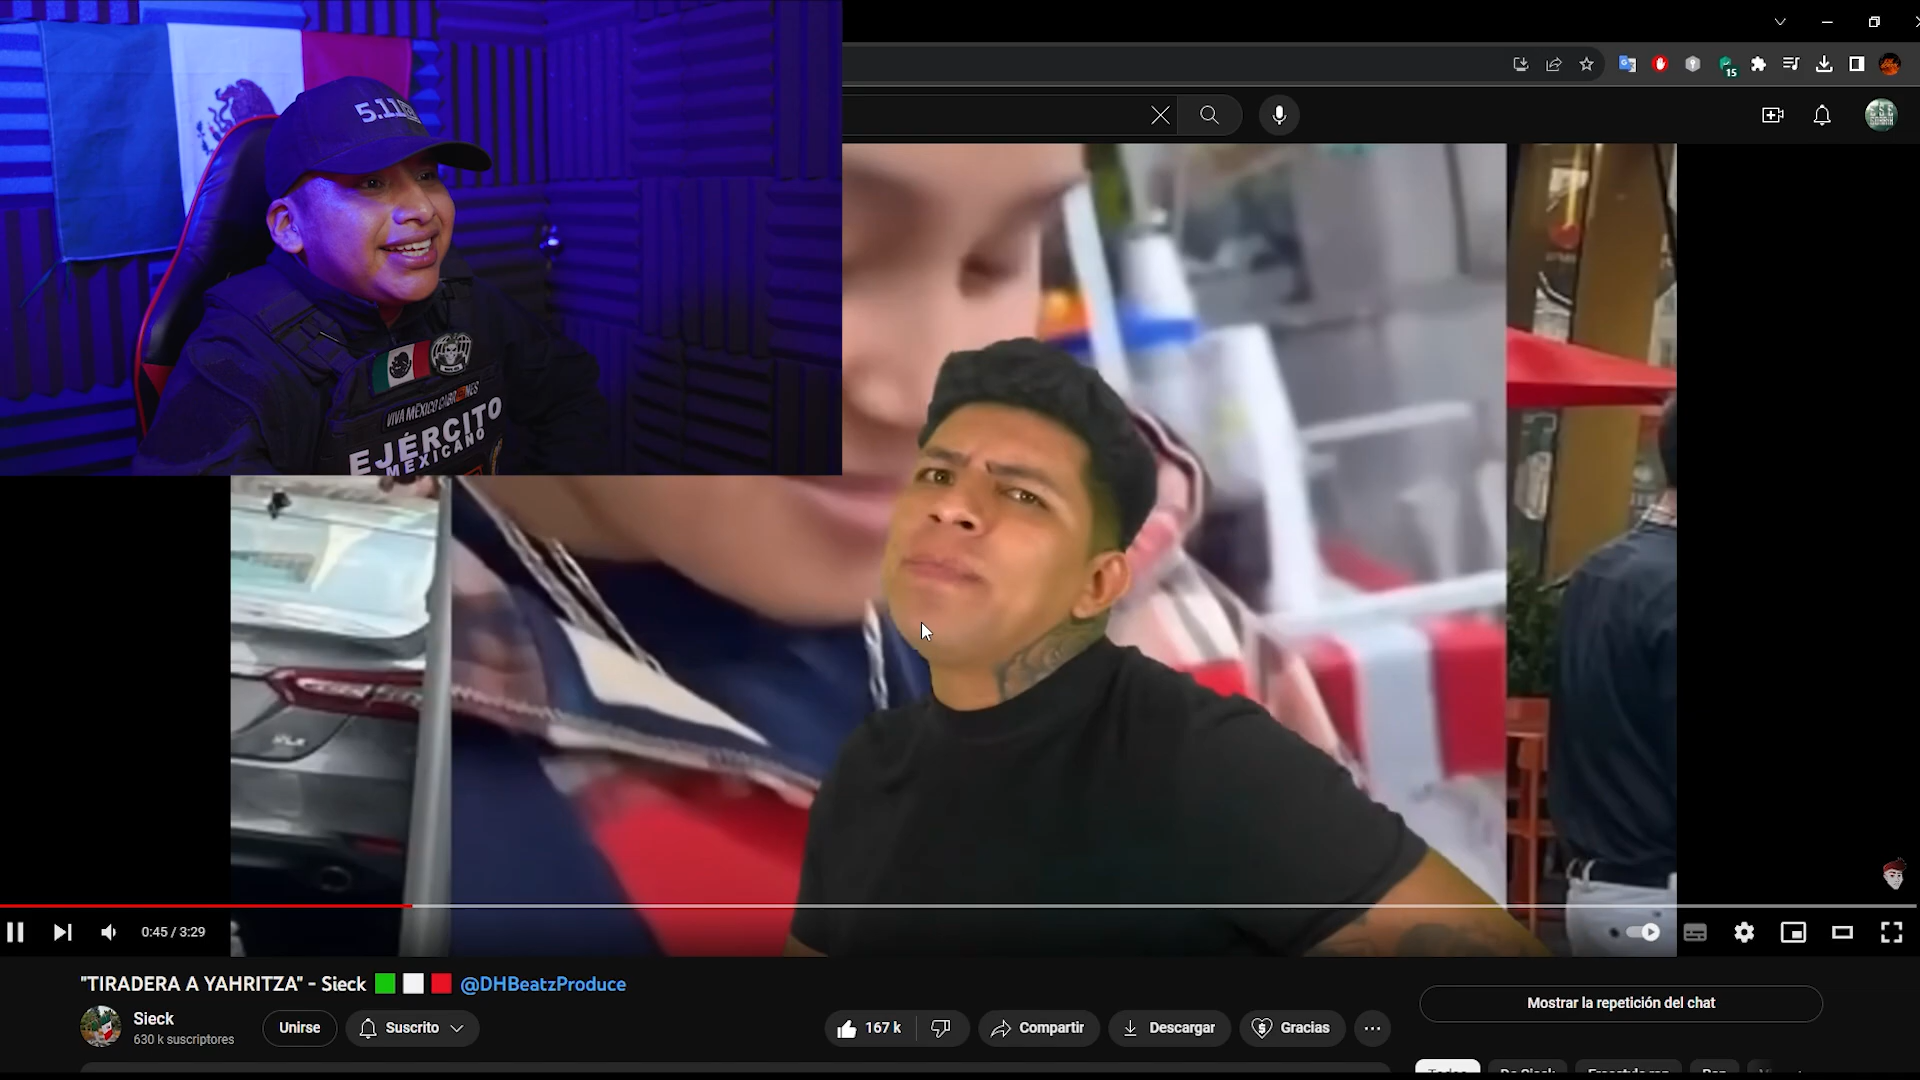 5.11
VIVA MÉXICO CABRONES
EJÉRCITO
MEXICANO
15
0:45 / 3:29
"TIRADERA A YAHRITZA" - Sieck 🟩⬜🟥 @DHBeatzProduce
Sieck
630 k suscriptores
Unirse
Suscrito
167 k
Compartir
Descargar
Gracias
Mostrar la repetición del chat